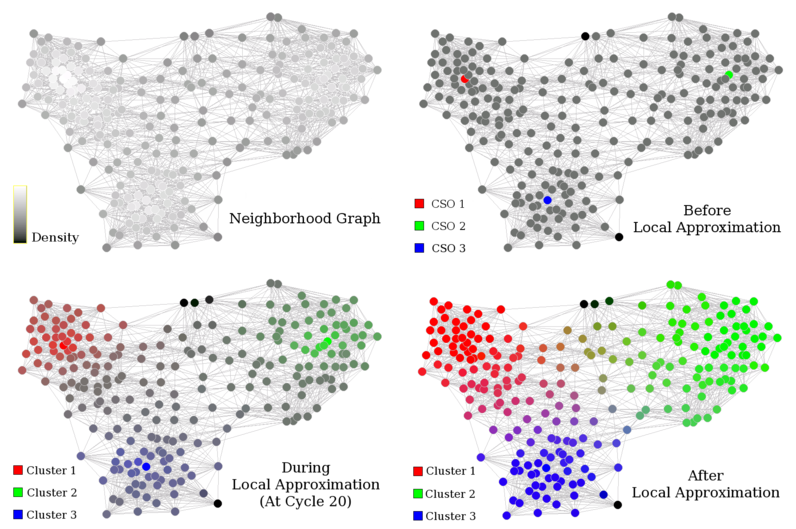 Density
Neighborhood Graph
CSO 1
CSO 2
CSO 3
Before
Local Approximation
Cluster 1
Cluster 2
Cluster 3
During
Local Approximation
(At Cycle 20)
Cluster 1
Cluster 2
Cluster 3
After
Local Approximation